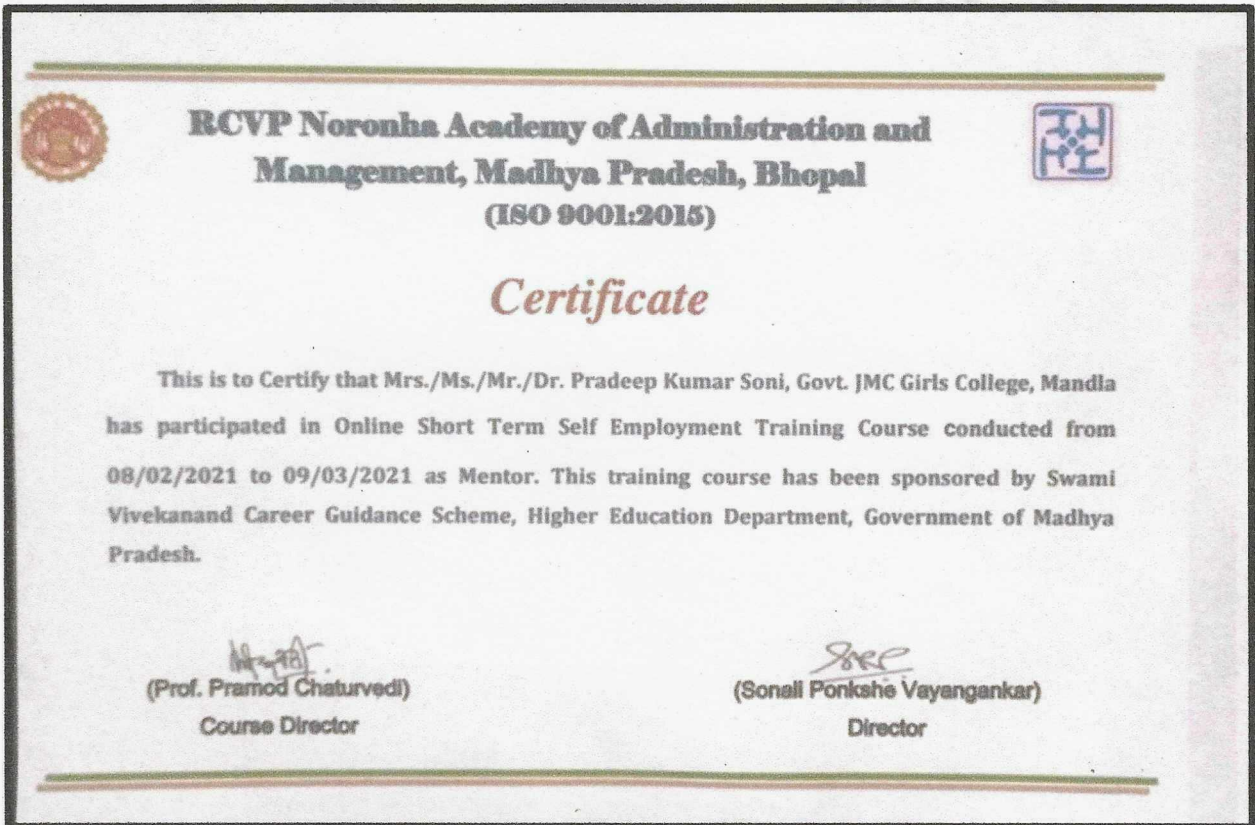 RCVP Noronha Academy of Administration and
Management, Madhya Pradesh, Bhopal
(ISO 9001:2015)
Certificate
This is to Certify that Mrs./Ms./Mr./Dr. Pradeep Kumar Soni, Govt. JMC Girls College, Mandla
has participated in Online Short Term Self Employment Training Course conducted from
08/02/2021 to 09/03/2021 as Mentor. This training course has been sponsored by Swami
Vivekanand Career Guidance Scheme, Higher Education Department, Government of Madhya
Pradesh.
(Prof. Pramod Chaturvedi)
Course Director
(Sonali Ponkshe Vayangankar)
Director